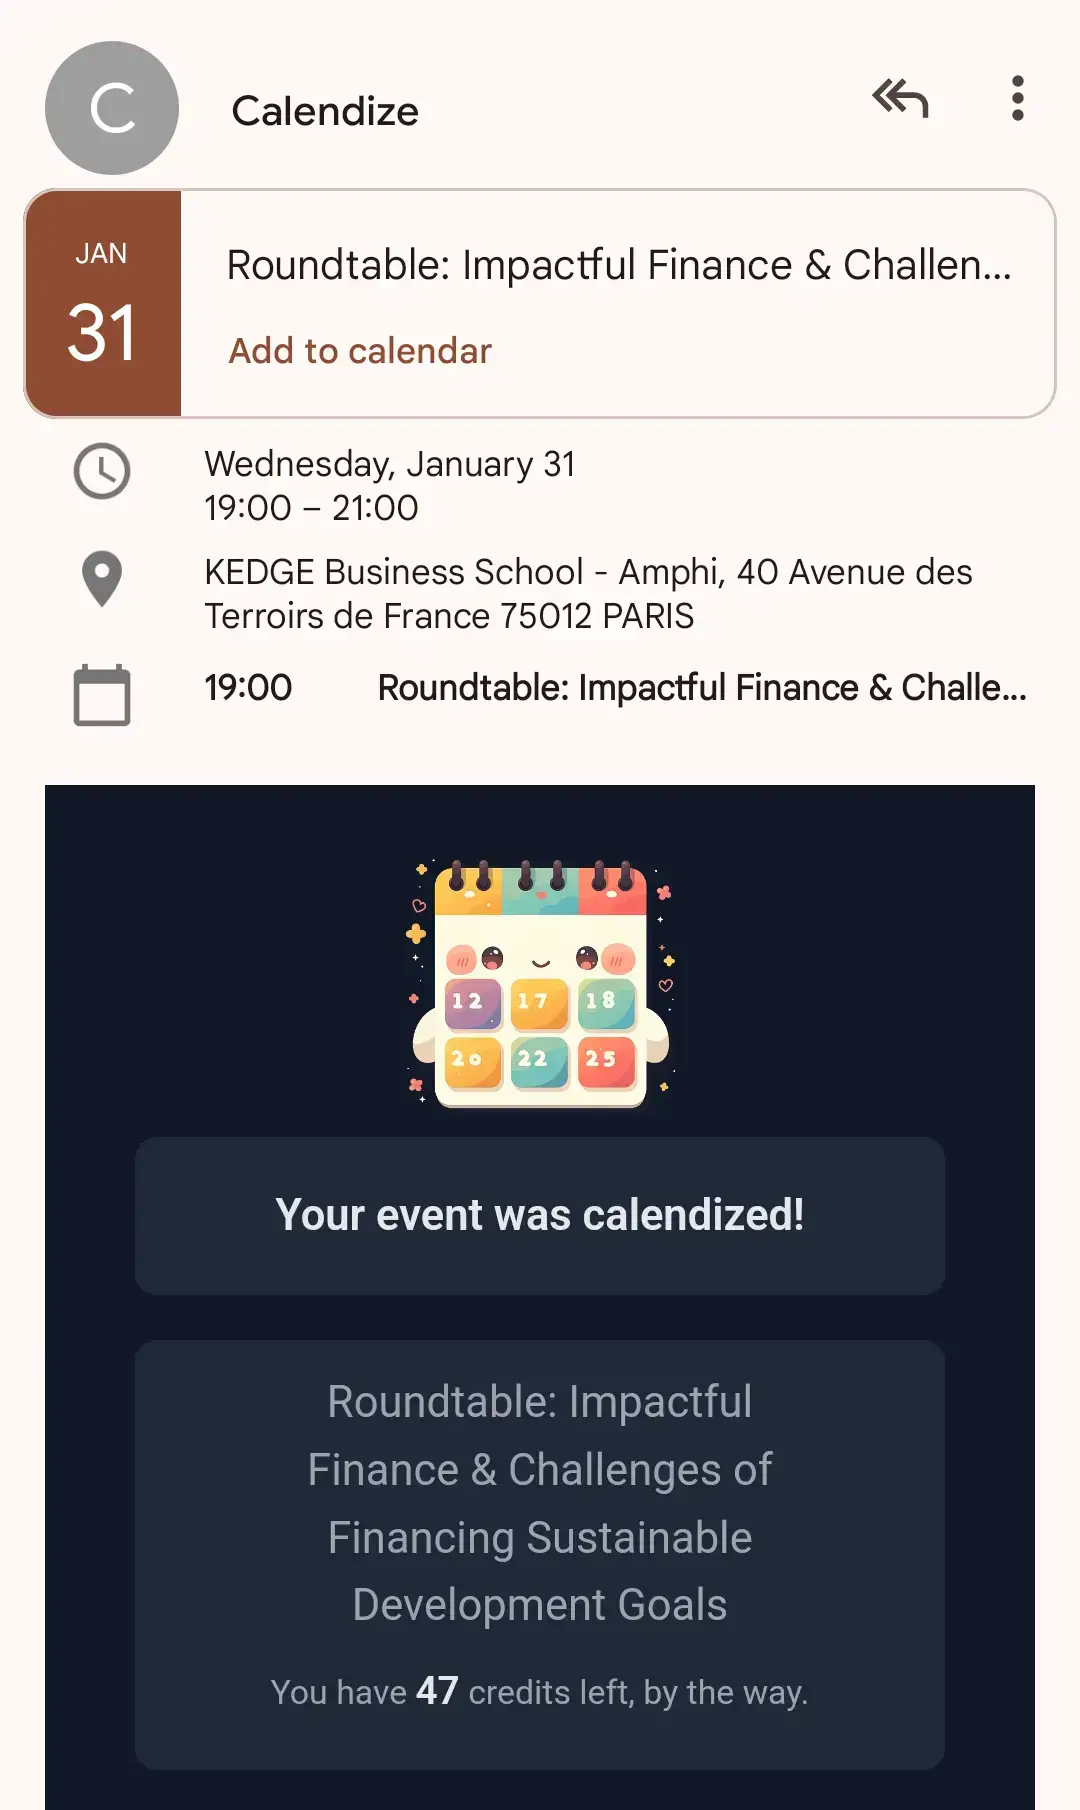 C
Calendize
JAN
31
Roundtable: Impactful Finance & Challen...
Add to calendar
Wednesday, January 31
19:00 – 21:00
KEDGE Business School - Amphi, 40 Avenue des
Terroirs de France 75012 PARIS
19:00 Roundtable: Impactful Finance & Challe...
12 17 18
20 22 25
Your event was calendized!
Roundtable: Impactful
Finance & Challenges of
Financing Sustainable
Development Goals
You have 47 credits left, by the way.